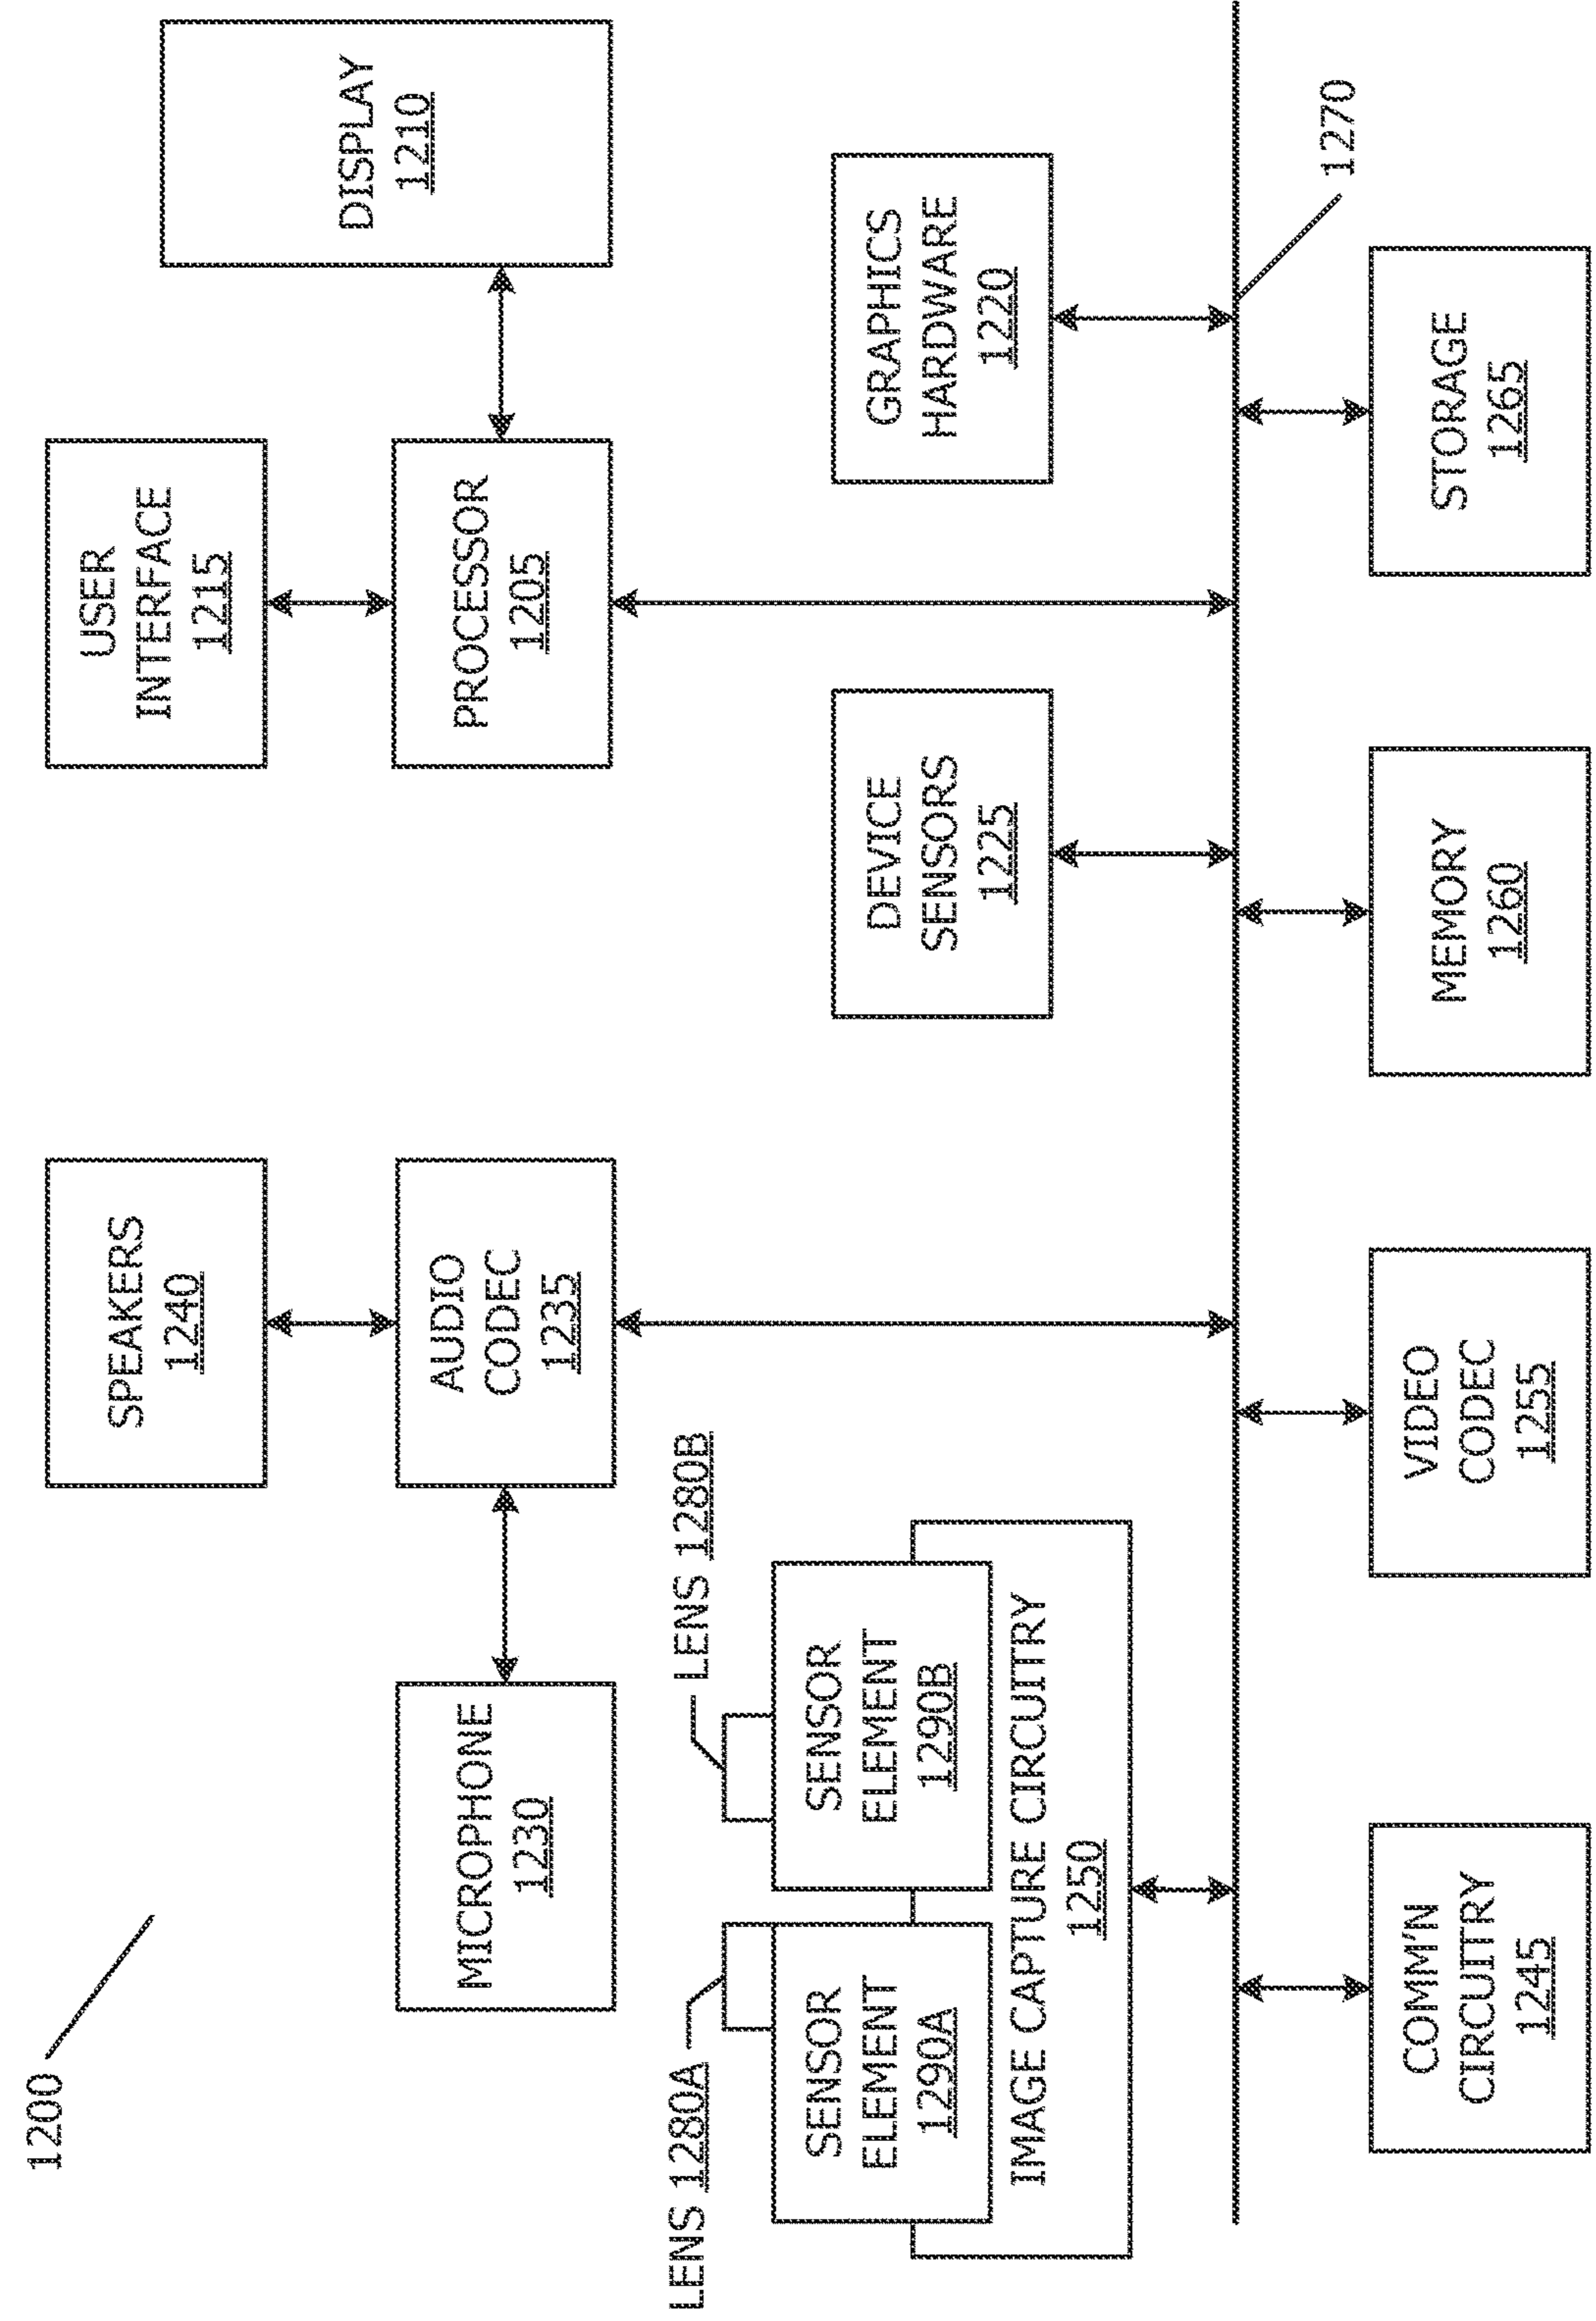 1200
SPEAKERS
1240
USER
INTERFACE
1215
MICROPHONE
1230
AUDIO
CODEC
1235
PROCESSOR
1205
DISPLAY
1210
LENS 1280A
LENS 1280B
SENSOR
ELEMENT
1290A
SENSOR
ELEMENT
1290B
IMAGE CAPTURE CIRCUITRY
1250
DEVICE
SENSORS
1225
GRAPHICS
HARDWARE
1220
1270
COMM'N
CIRCUITRY
1245
VIDEO
CODEC
1255
MEMORY
1260
STORAGE
1265